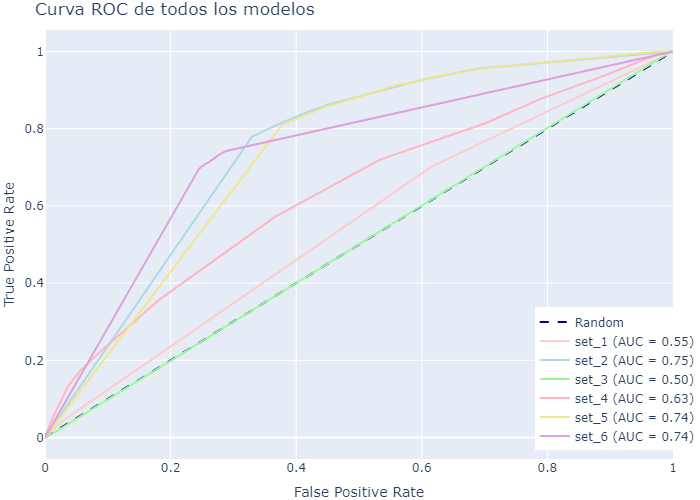 Curva ROC de todos los modelos
True Positive Rate
1
0.8
0.6
0.4
0.2
0
0 0.2 0.4 0.6 0.8 1
False Positive Rate
Random
set_1 (AUC = 0.55)
set_2 (AUC = 0.75)
set_3 (AUC = 0.50)
set_4 (AUC = 0.63)
set_5 (AUC = 0.74)
set_6 (AUC = 0.74)